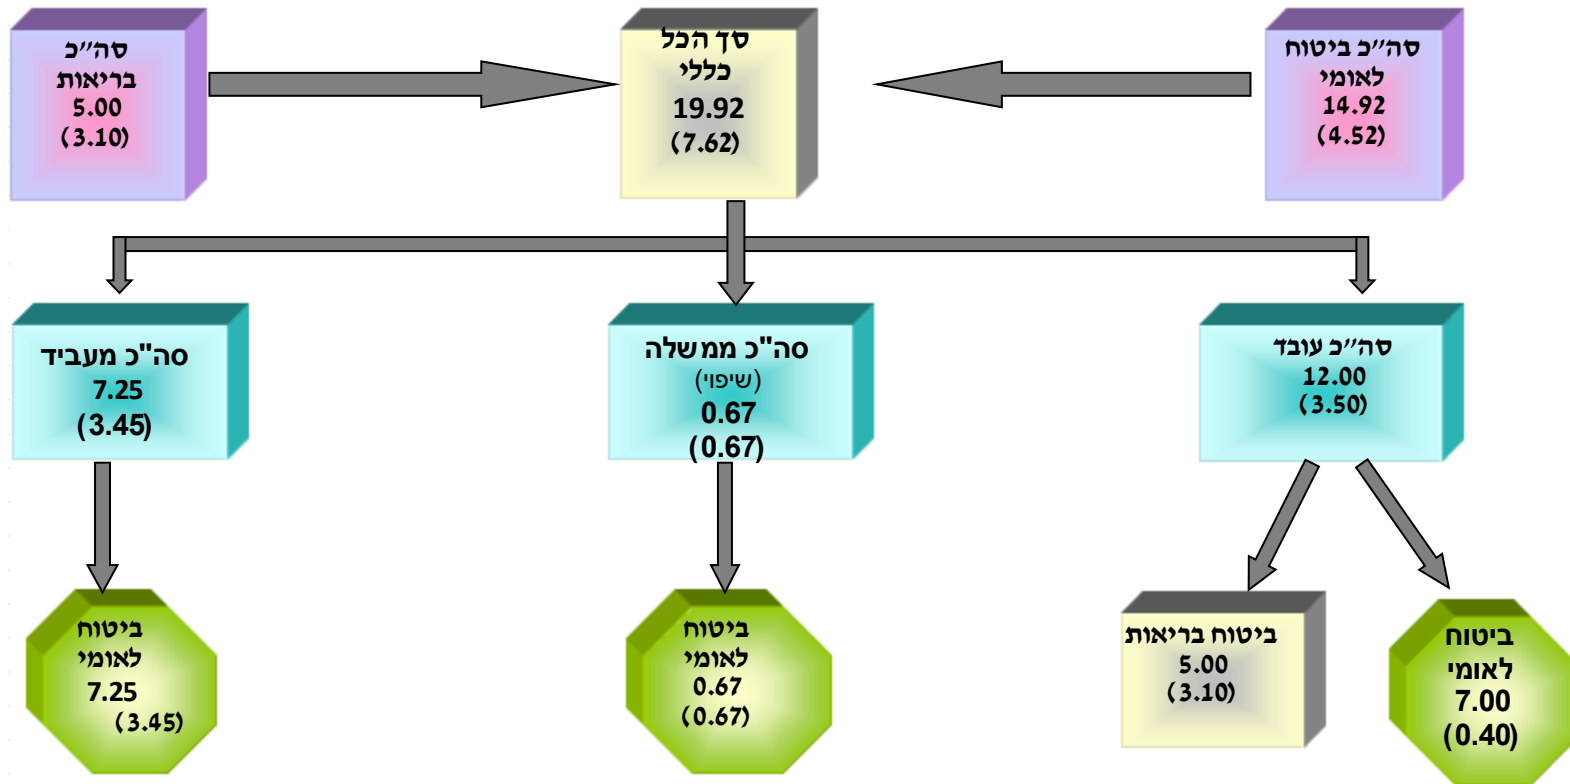 סה״כ ביטוח
לאומי
14.92
(4.52)
סך הכל
כללי
19.92
(7.62)
סה״כ
בריאות
5.00
(3.10)
סה״כ עובד
12.00
(3.50)
סה"כ ממשלה
(שיפוי)
0.67
(0.67)
סה"כ מעביד
7.25
(3.45)
ביטוח
לאומי
7.00
(0.40)
ביטוח בריאות
5.00
(3.10)
ביטוח
לאומי
0.67
(0.67)
ביטוח
לאומי
7.25
(3.45)